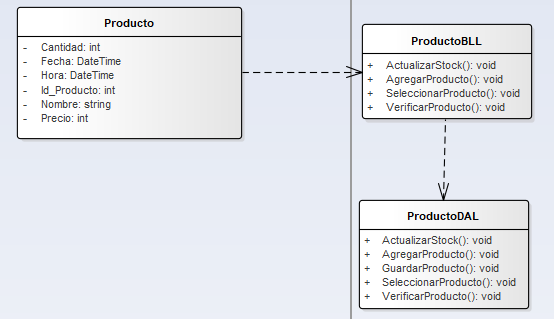 Producto
- Cantidad: int
- Fecha: DateTime
- Hora: DateTime
- Id_Producto: int
- Nombre: string
- Precio: int
ProductoBLL
+ ActualizarStock(): void
+ AgregarProducto(): void
+ SeleccionarProducto(): void
+ VerificarProducto(): void
ProductoDAL
+ ActualizarStock(): void
+ AgregarProducto(): void
+ GuardarProducto(): void
+ SeleccionarProducto(): void
+ VerificarProducto(): void